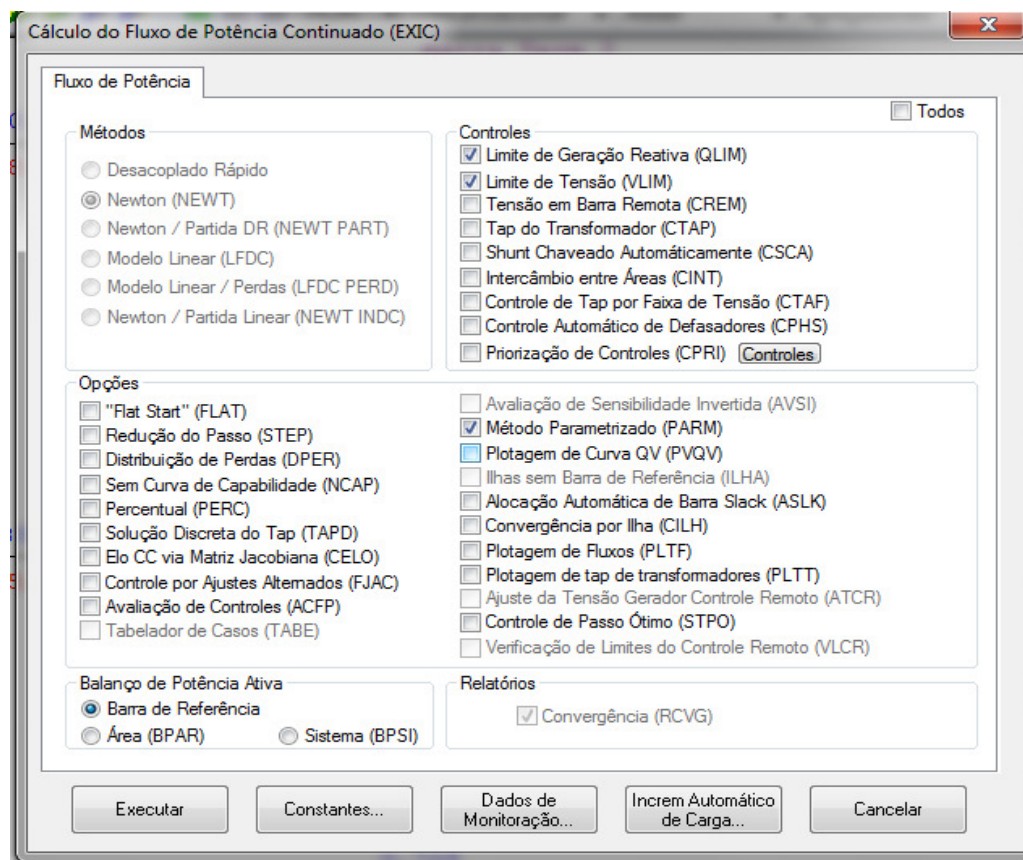 Cálculo do Fluxo de Potência Continuado (EXIC)
Fluxo de Potência
Todos
Métodos
Desacoplado Rápido
Newton (NEWT)
Newton / Partida DR (NEWT PART)
Modelo Linear (LFDC)
Modelo Linear / Perdas (LFDC PERD)
Newton / Partida Linear (NEWT INDC)
Controles
Limite de Geração Reativa (QLIM)
Limite de Tensão (VLIM)
Tensão em Barra Remota (CREM)
Tap do Transformador (CTAP)
Shunt Chaveado Automáticamente (CSCA)
Intercâmbio entre Áreas (CINT)
Controle de Tap por Faixa de Tensão (CTAF)
Controle Automático de Defasadores (CPHS)
Priorização de Controles (CPRI) Controles
Opções
"Flat Start" (FLAT)
Redução do Passo (STEP)
Distribuição de Perdas (DPER)
Sem Curva de Capabilidade (NCAP)
Percentual (PERC)
Solução Discreta do Tap (TAPD)
Elo CC via Matriz Jacobiana (CELO)
Controle por Ajustes Alternados (FJAC)
Avaliação de Controles (ACFP)
Tabelador de Casos (TABE)
Avaliação de Sensibilidade Invertida (AVSI)
Método Parametrizado (PARM)
Plotagem de Curva QV (PVQV)
Ilhas sem Barra de Referência (ILHA)
Alocação Automática de Barra Slack (ASLK)
Convergência por Ilha (CILH)
Plotagem de Fluxos (PLTF)
Plotagem de tap de transformadores (PLTT)
Ajuste da Tensão Gerador Controle Remoto (ATCR)
Controle de Passo Ótimo (STPO)
Verificação de Limites do Controle Remoto (VLCR)
Balanço de Potência Ativa
Barra de Referência
Área (BPAR) Sistema (BPSI)
Relatórios
Convergência (RCVG)
Executar
Constantes...
Dados de
Monitoração...
Increm Automático
de Carga...
Cancelar